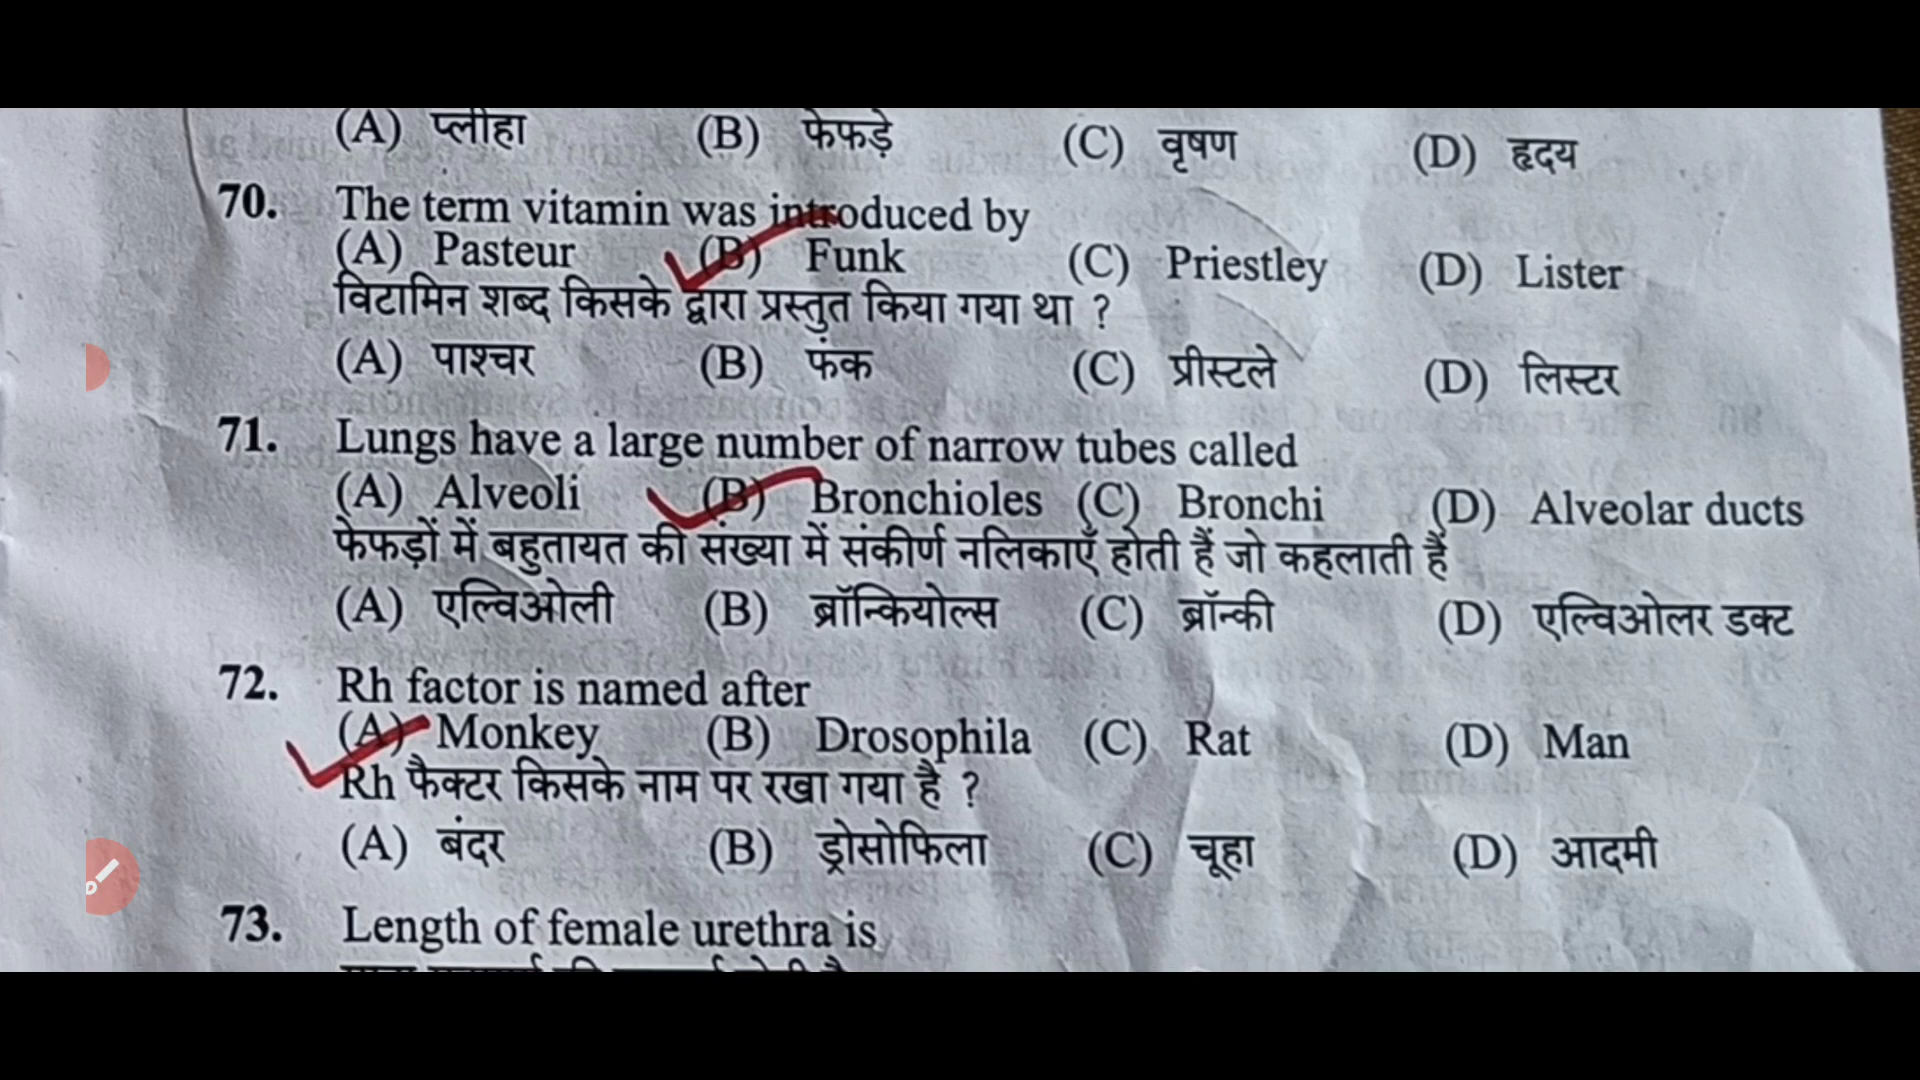 (A) प्लीहा (B) फेफड़े (C) वृषण (D) हृदय
70. The term vitamin was introduced by
(A) Pasteur (B) Funk (C) Priestley (D) Lister
विटामिन शब्द किसके द्वारा प्रस्तुत किया गया था ?
(A) पाश्चर (B) फंक (C) प्रीस्टले (D) लिस्टर
71. Lungs have a large number of narrow tubes called
(A) Alveoli (B) Bronchioles (C) Bronchi (D) Alveolar ducts
फेफड़ों में बहुतायत की संख्या में संकीर्ण नलिकाएँ होती हैं जो कहलाती हैं
(A) एल्विओली (B) ब्रॉन्कियोल्स (C) ब्रॉन्की (D) एल्विओलर डक्ट
72. Rh factor is named after
(A) Monkey (B) Drosophila (C) Rat (D) Man
Rh फैक्टर किसके नाम पर रखा गया है ?
(A) बंदर (B) ड्रोसोफिला (C) चूहा (D) आदमी
73. Length of female urethra is